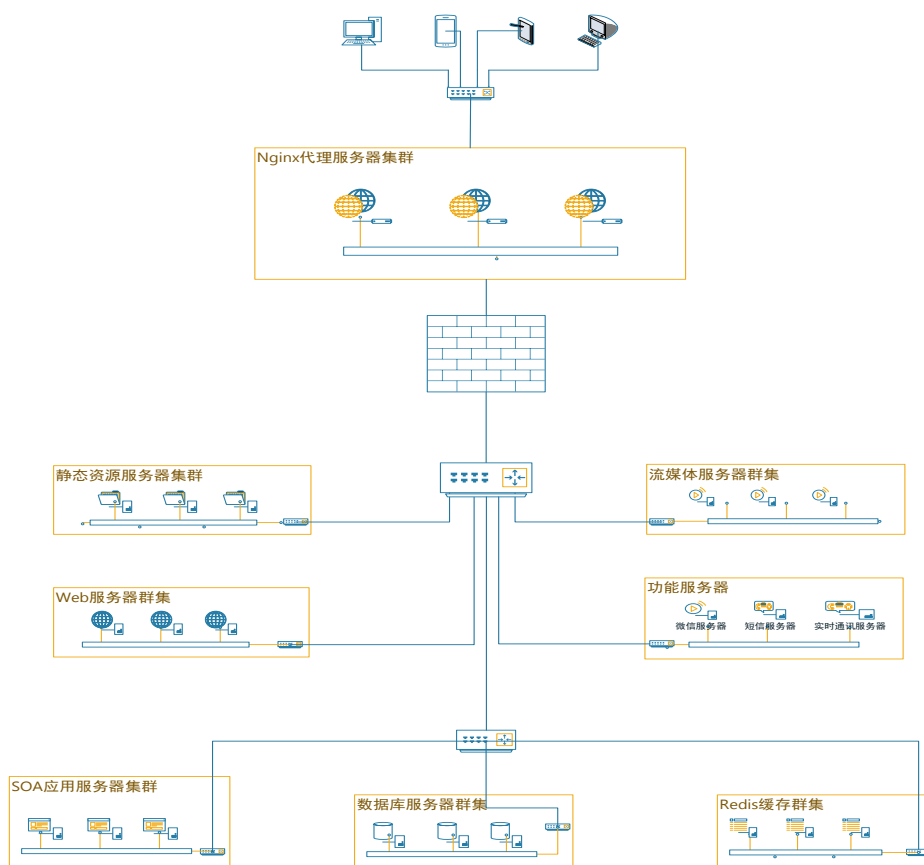 Nginx代理服务器集群
静态资源服务器集群
流媒体服务器群集
Web服务器群集
功能服务器
微信服务器
短信服务器
实时通讯服务器
SOA应用服务器集群
数据库服务器群集
Redis缓存群集